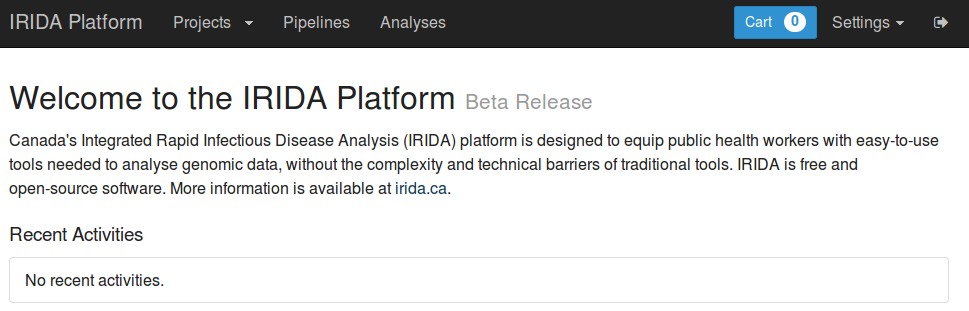 IRIDA Platform Projects Pipelines Analyses Cart 0 Settings
Welcome to the IRIDA Platform Beta Release
Canada's Integrated Rapid Infectious Disease Analysis (IRIDA) platform is designed to equip public health workers with easy-to-use
tools needed to analyse genomic data, without the complexity and technical barriers of traditional tools. IRIDA is free and
open-source software. More information is available at irida.ca.
Recent Activities
No recent activities.